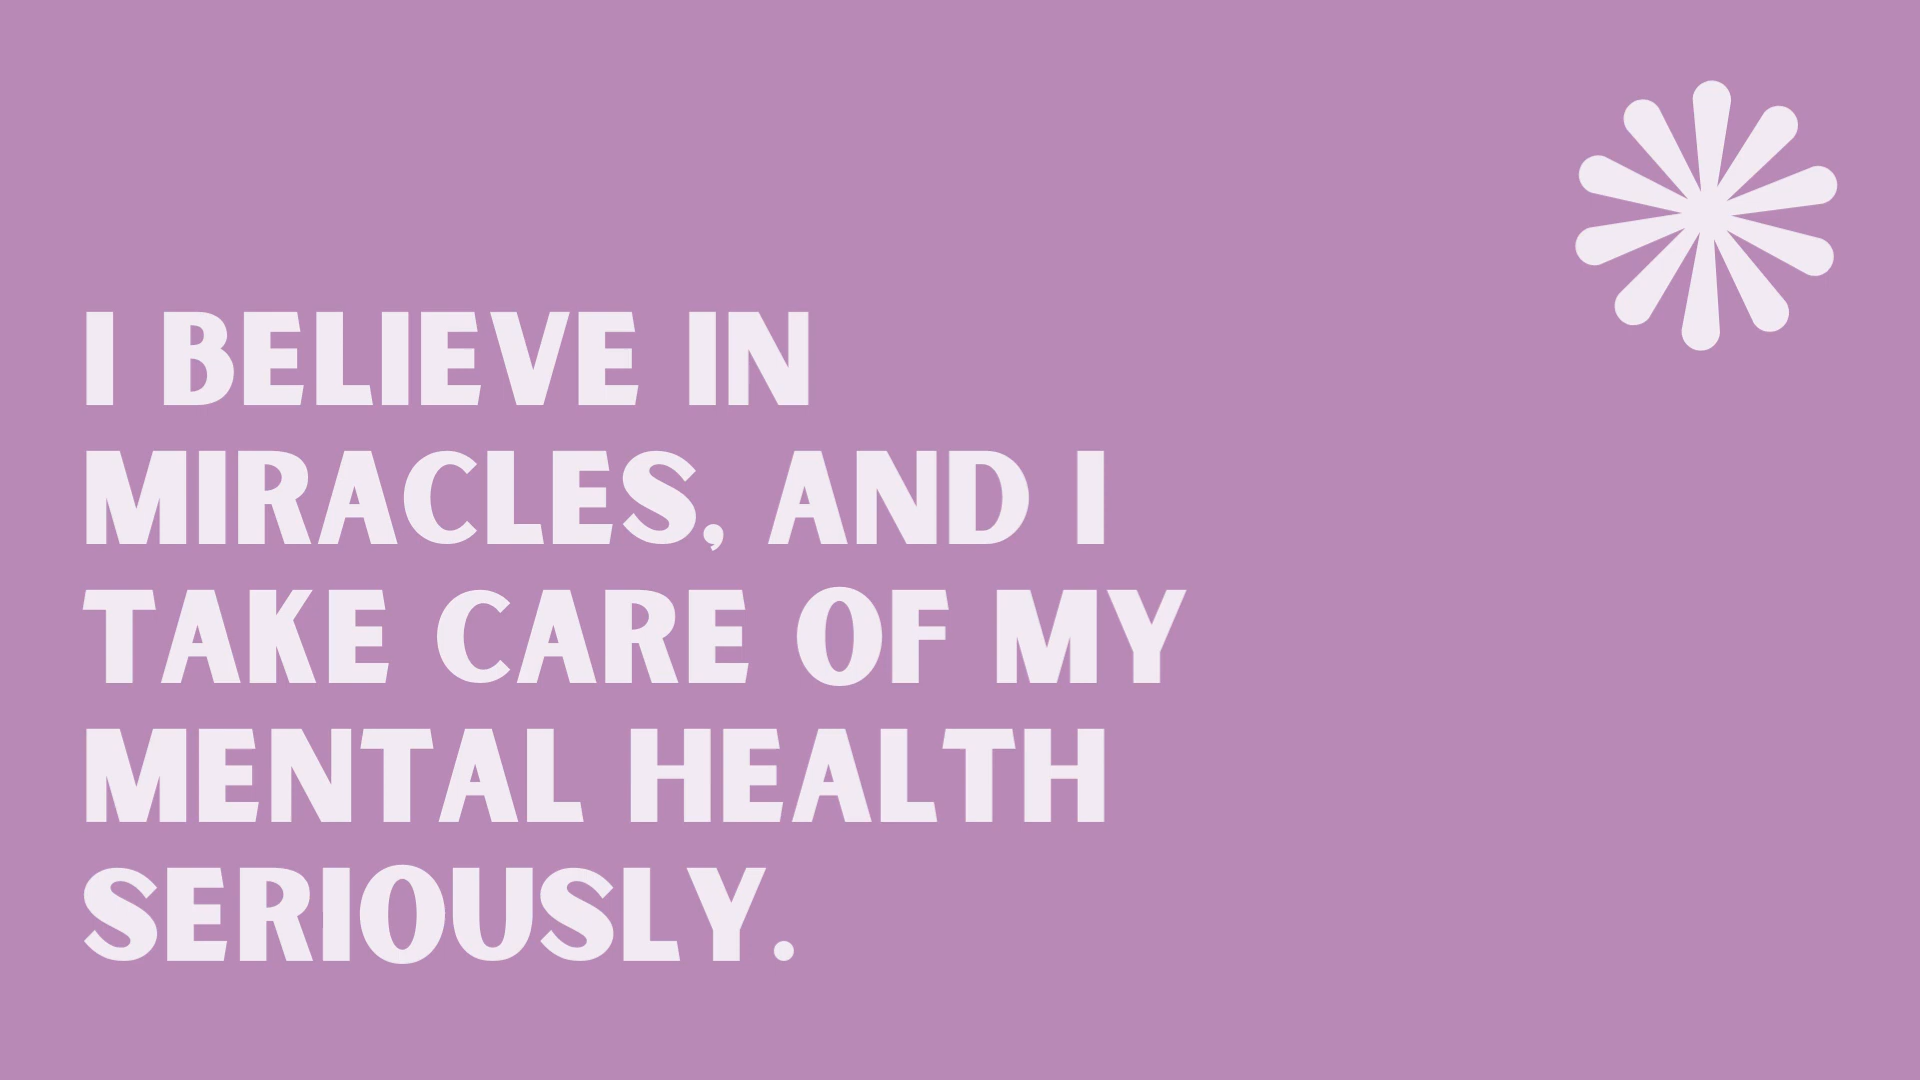 I BELIEVE IN
MIRACLES, AND I
TAKE CARE OF MY
MENTAL HEALTH
SERIOUSLY.